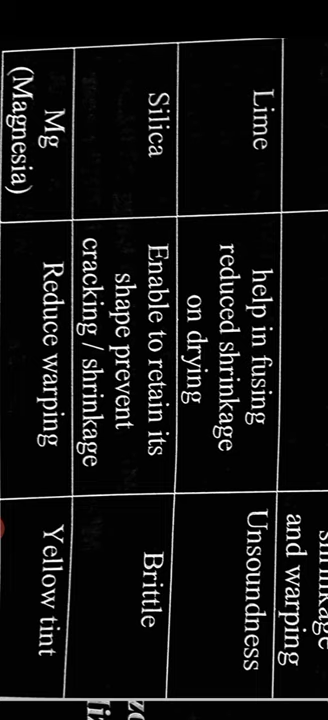 and warping
Lime
help in fusing
reduced shrinkage
on drying
Unsoundness
Silica
Enable to retain its
shape prevent
cracking / shrinkage
Brittle
Mg
(Magnesia)
Reduce warping
Yellow tint